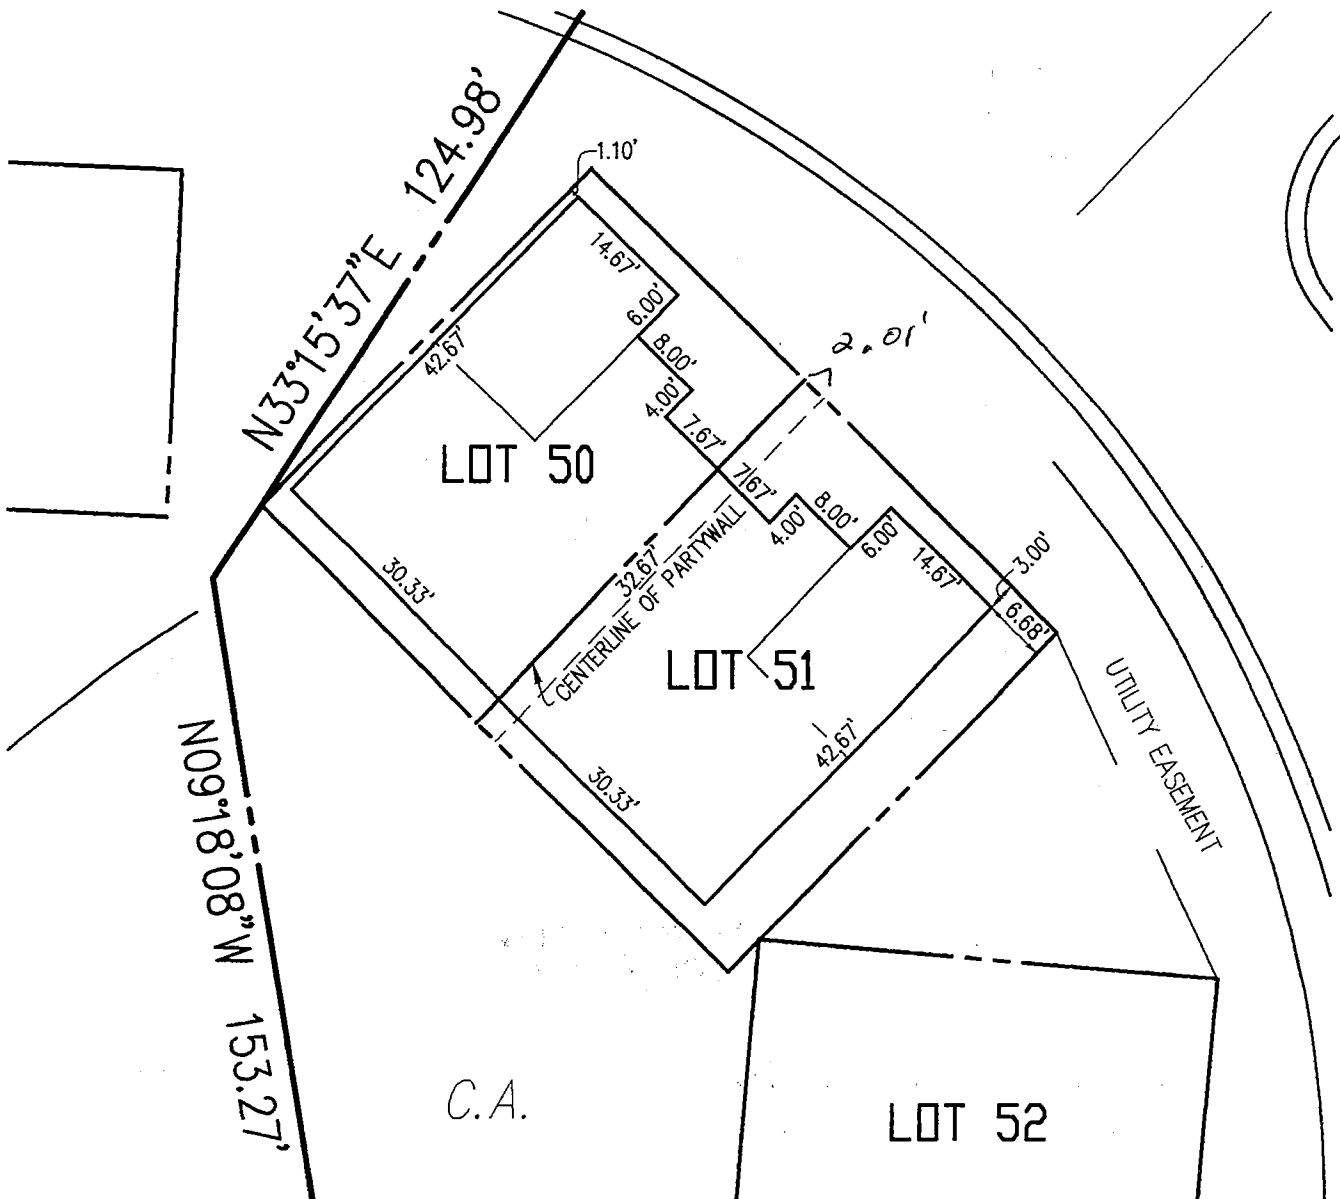 N33°15'37"E 124.98'
1.10'
14.67'
6.00'
42.67'
8.00'
4.00'
7.67'
2.01'
LOT 50
7.67'
4.00'
8.00'
6.00'
14.67'
3.00'
6.68'
30.33'
32.67'
CENTERLINE OF PARTYWALL
LOT 51
42.67'
30.33'
UTILITY EASEMENT
N09°18'08"W 153.27'
C.A.
LOT 52